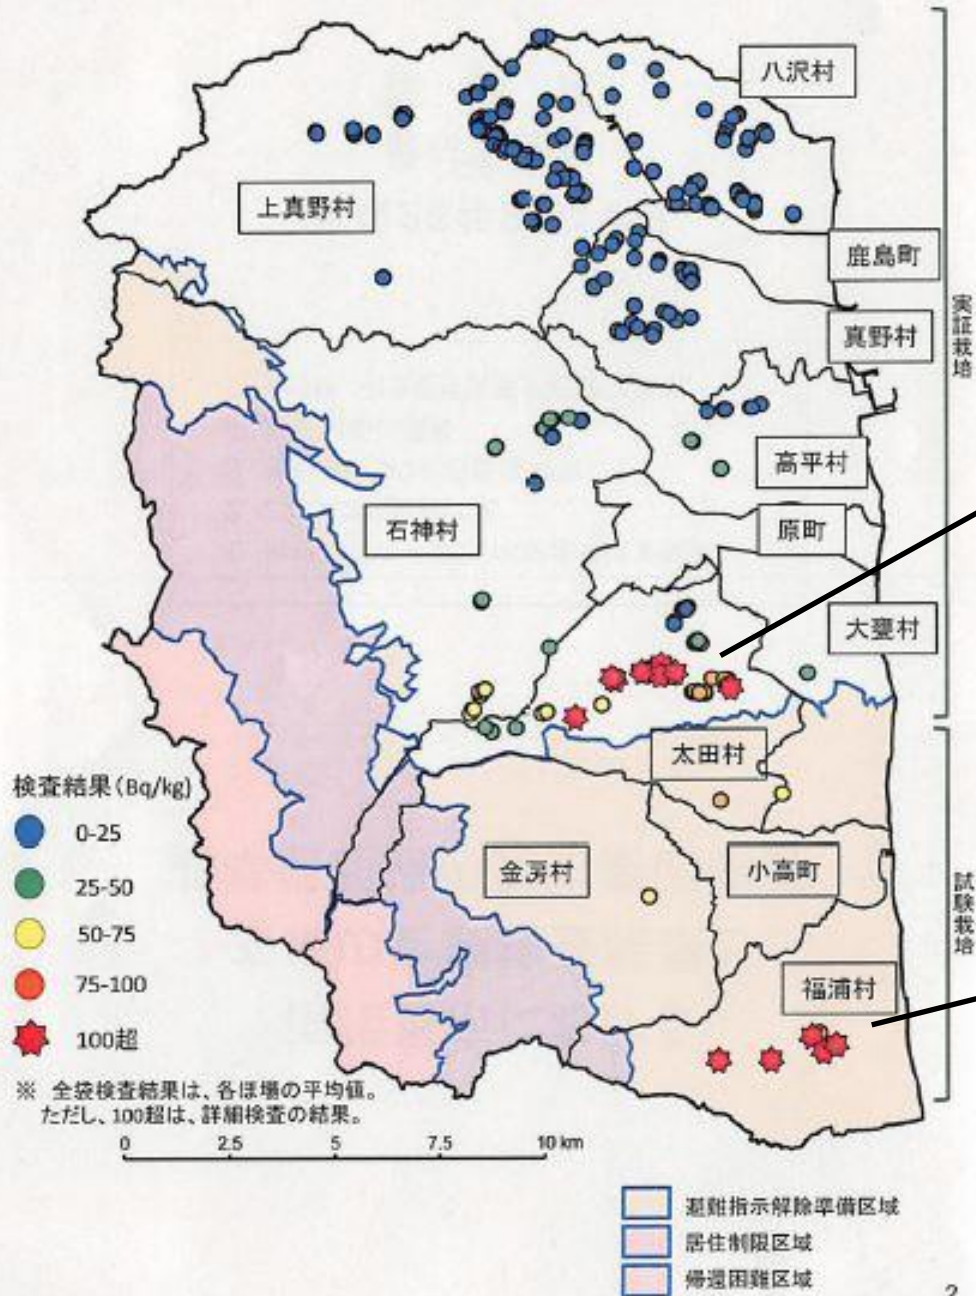 八沢村
上真野村
鹿島町
真野村
実証栽培
高平村
原町
石神村
大甕村
太田村
検査結果(Bq/kg)
0-25
25-50
50-75
75-100
100超
金房村
小高町
試験栽培
福浦村
※ 全袋検査結果は、各ほ場の平均値。
ただし、100超は、詳細検査の結果。
0 2.5 5 7.5 10 km
避難指示解除準備区域
居住制限区域
帰還困難区域
2